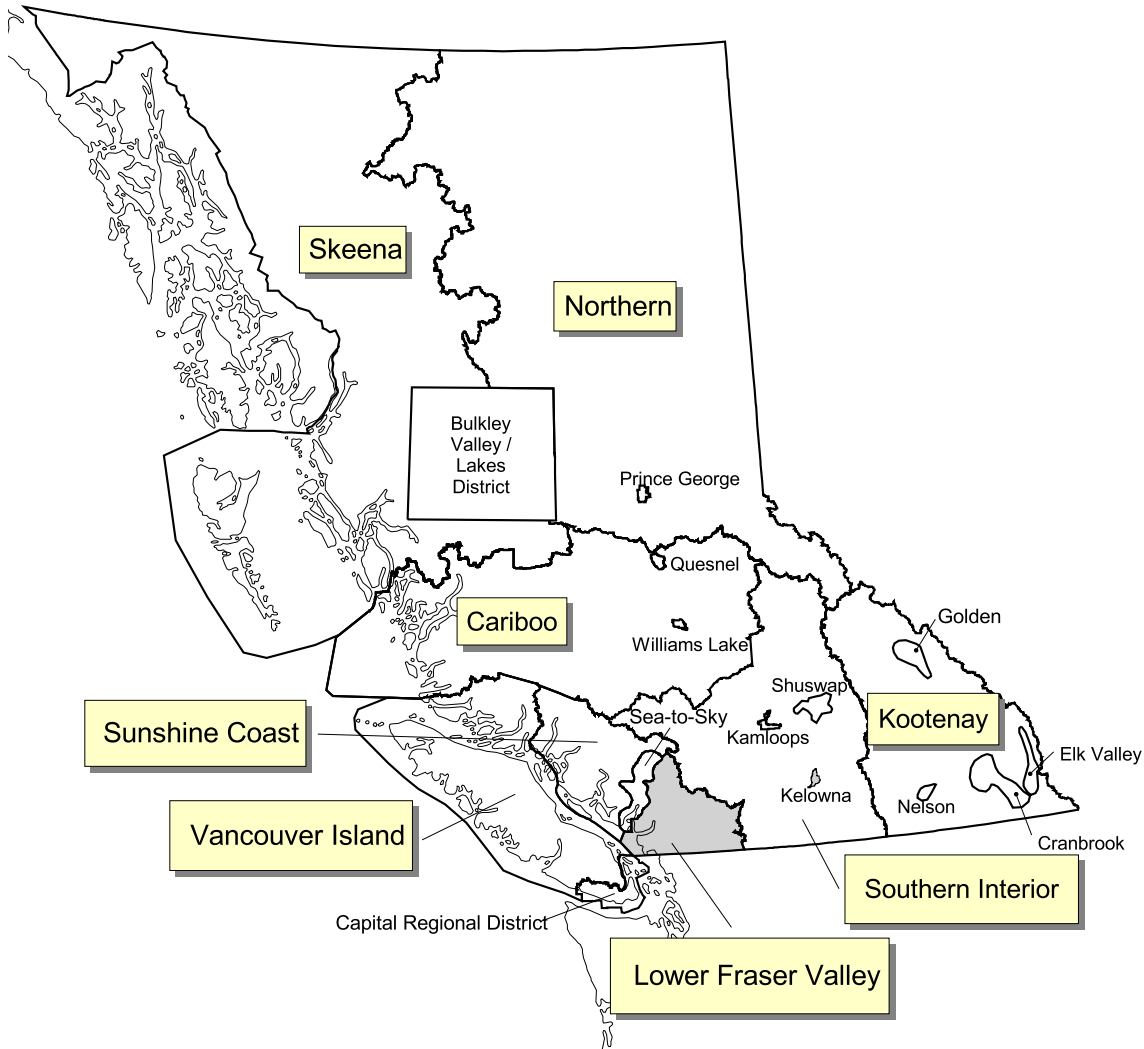 Skeena
Northern
Bulkley
Valley /
Lakes
District
Prince George
Quesnel
Cariboo
Williams Lake
Golden
Shuswap
Sea-to-Sky
Kootenay
Sunshine Coast
Kamloops
Elk Valley
Kelowna
Nelson
Vancouver Island
Cranbrook
Southern Interior
Capital Regional District
Lower Fraser Valley